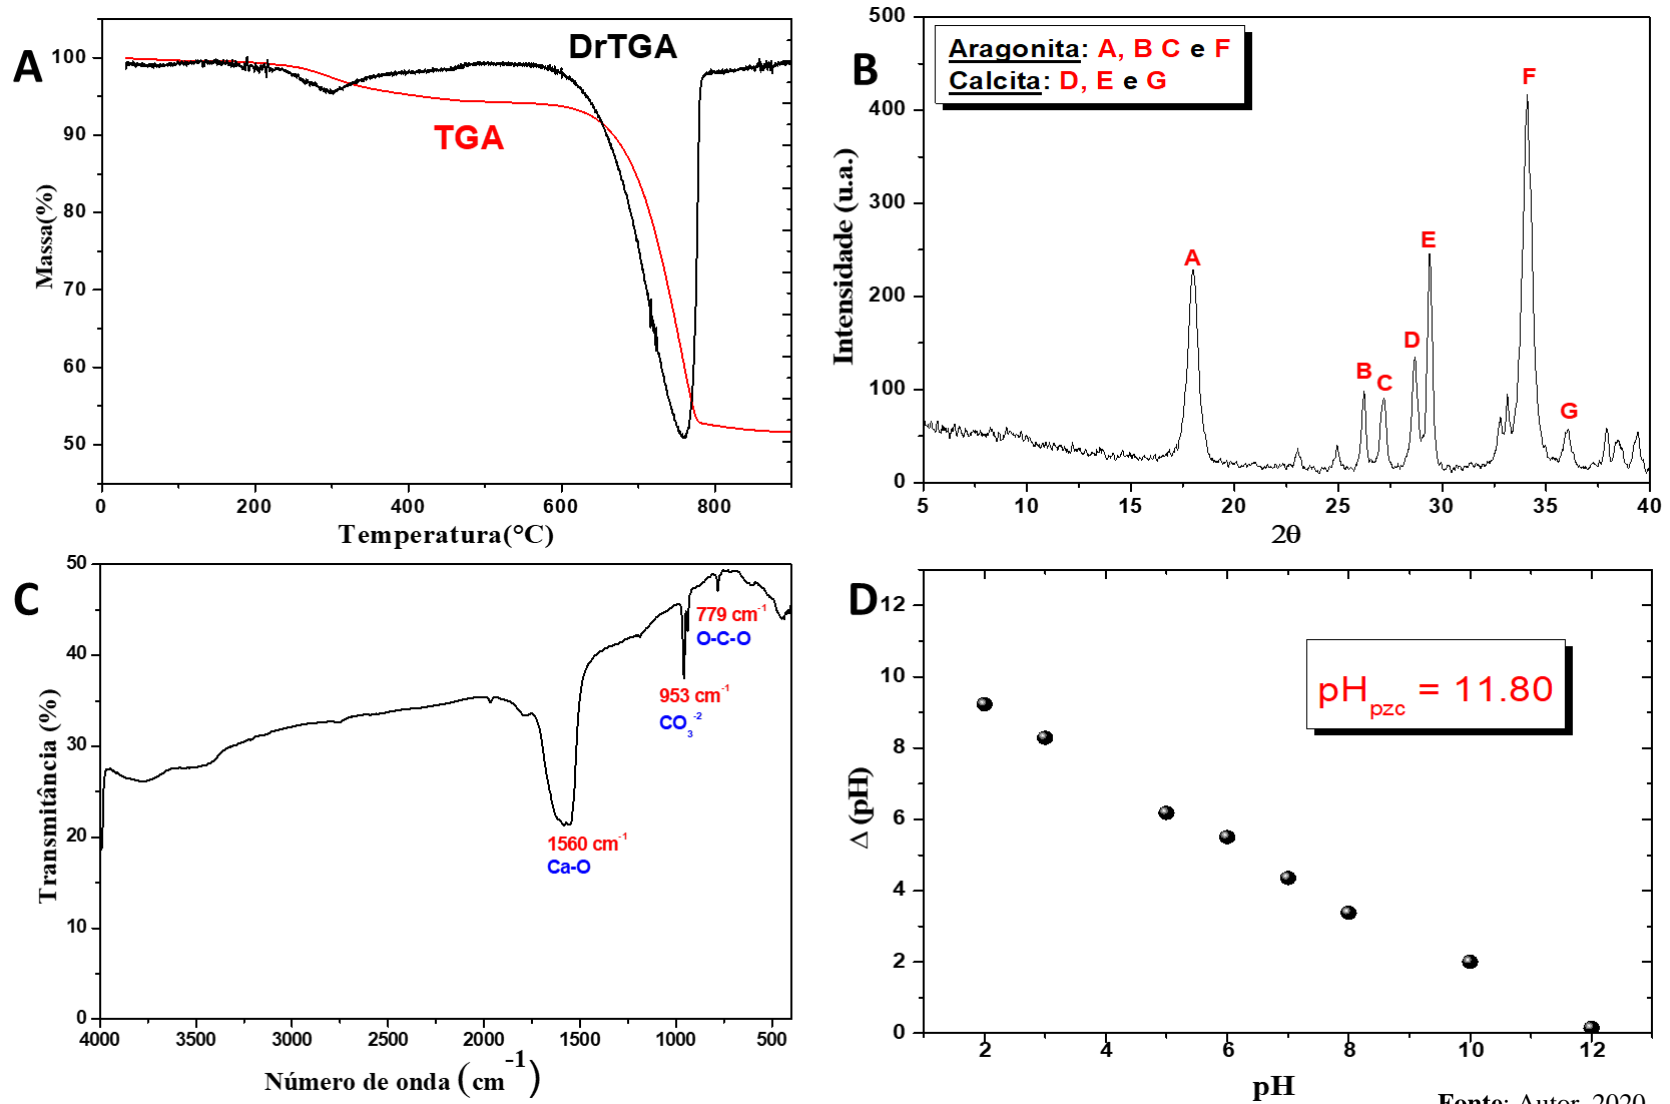 A
DrTGA
TGA
Massa(%)
100
90
80
70
60
50
0
200
400
600
800
Temperatura(°C)
B
Aragonita: A, B C e F
Calcita: D, E e G
A
B
C
D
E
F
G
Intensidade (u.a.)
500
400
300
200
100
0
5
10
15
20
25
30
35
40
2θ
C
Transmitância (%)
50
40
30
20
10
0
779 cm⁻¹
O-C-O
953 cm⁻¹
CO₃⁻²
1560 cm⁻¹
Ca-O
4000
3500
3000
2500
2000
1500
1000
500
Número de onda (cm⁻¹)
D
pHpzc = 11.80
Δ (pH)
12
10
8
6
4
2
0
2
4
6
8
10
12
pH
Fonte: Autor, 2020